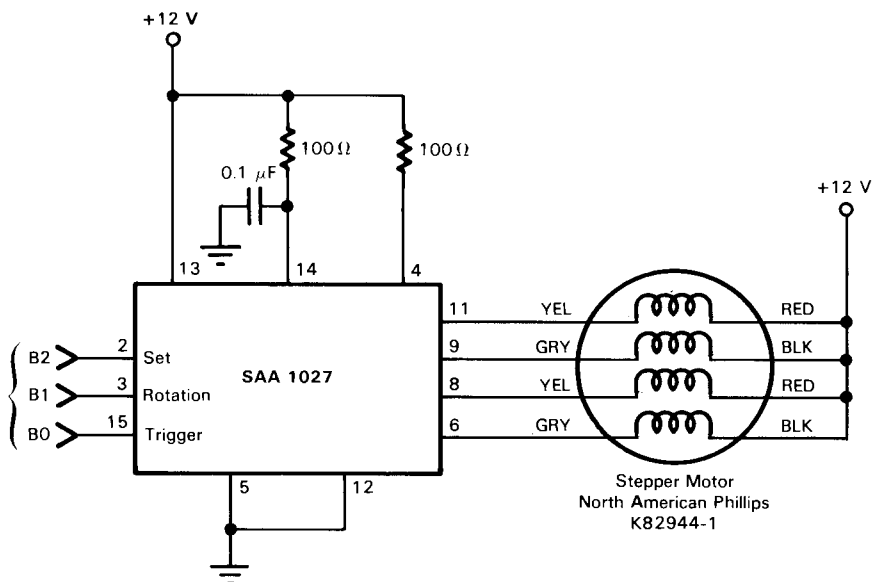 +12 V
100Ω
100Ω
0.1 μF
+12 V
13
14
4
11
YEL
RED
B2
2
Set
9
GRY
BLK
SAA 1027
B1
3
Rotation
8
YEL
RED
B0
15
Trigger
6
GRY
BLK
5
12
Stepper Motor
North American Phillips
K82944-1